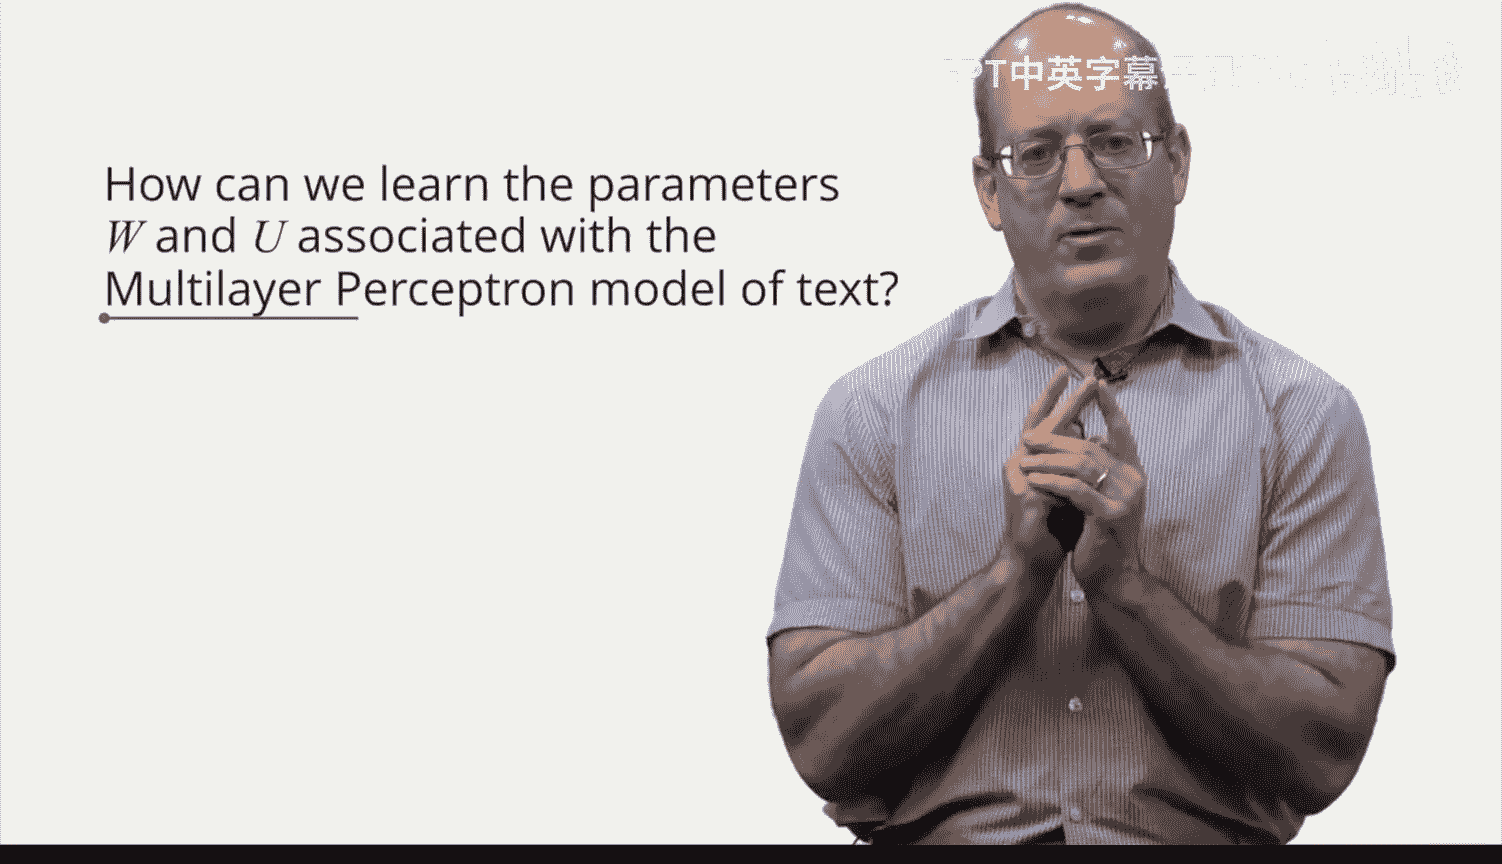 PT中英字幕
How can we learn the parameters
W and U associated with the
Multilayer Perceptron model of text?